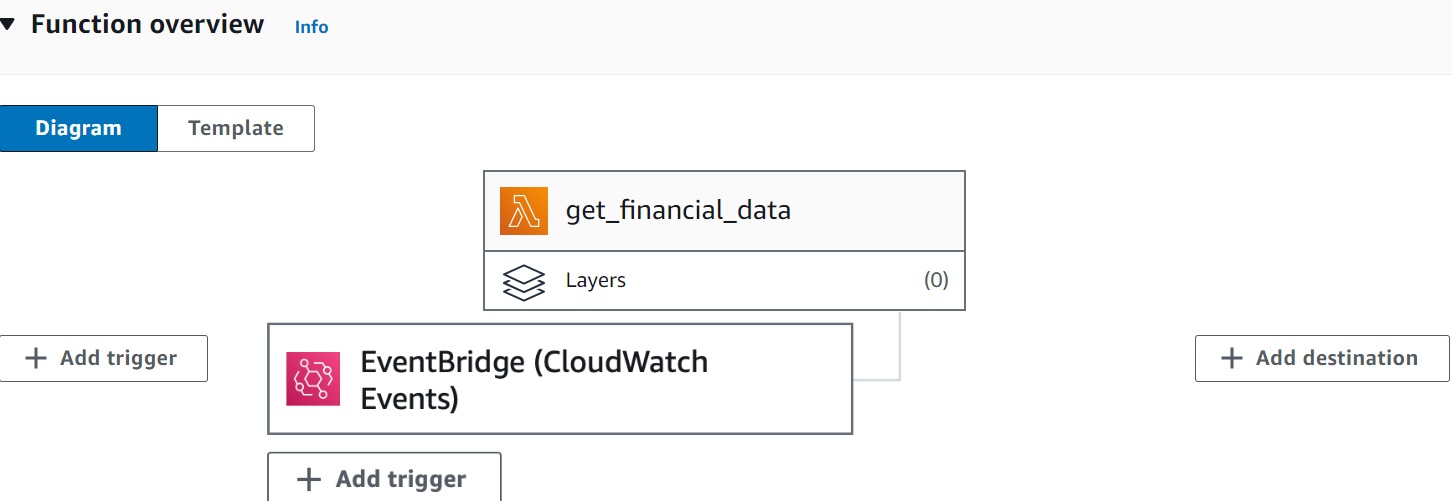 Function overview Info
Diagram Template
get_financial_data
Layers (0)
+ Add trigger
EventBridge (CloudWatch
Events)
+ Add destination
+ Add trigger